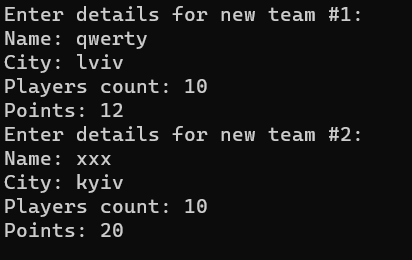 Enter details for new team #1:
Name: qwerty
City: lviv
Players count: 10
Points: 12
Enter details for new team #2:
Name: xxx
City: kyiv
Players count: 10
Points: 20